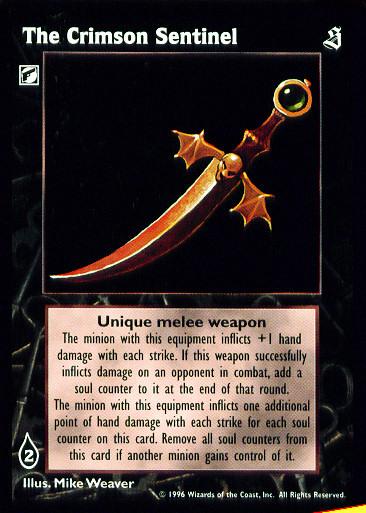 The Crimson Sentinel
Unique melee weapon
The minion with this equipment inflicts +1 hand
damage with each strike. If this weapon successfully
inflicts damage on an opponent in combat, add a
soul counter to it at the end of that round.
The minion with this equipment inflicts one additional
point of hand damage with each strike for each soul
counter on this card. Remove all soul counters from
this card if another minion gains control of it.
2
Illus. Mike Weaver
© 1996 Wizards of the Coast, Inc. All Rights Reserved.